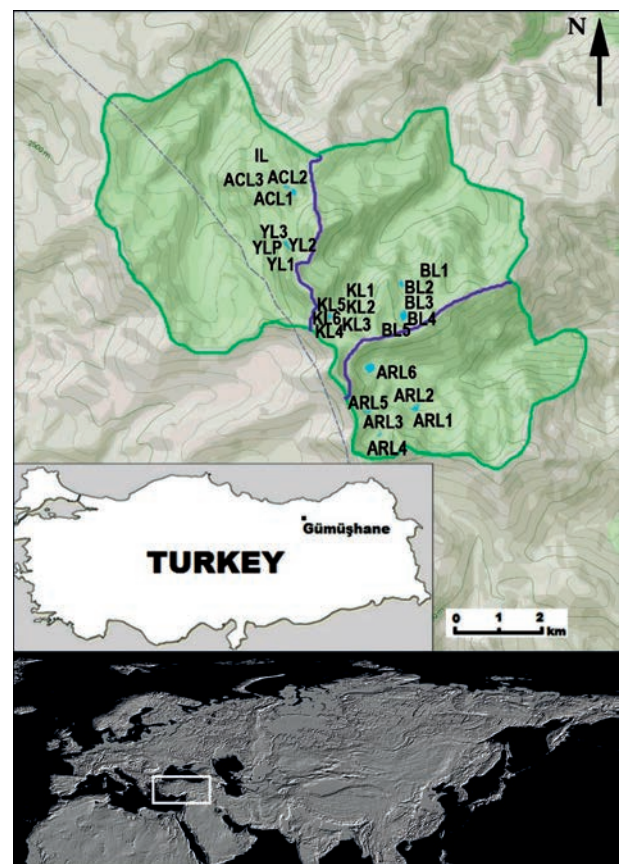 N
2500 m
IL
ACL3 ACL2
ACL1
YL3
YLP YL2
YL1
BL1
KL1 BL2
KL5 KL2 BL3
KL6 KL3 BL4
KL4 BL5
ARL6
ARL2
ARL5 ARL1
ARL3
ARL4
Gümüşhane
TURKEY
0 1 2
km